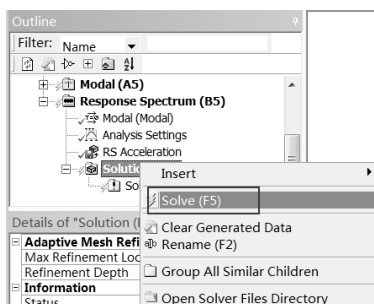 Outline
Filter: Name
Modal (A5)
Response Spectrum (B5)
Modal (Modal)
Analysis Settings
RS Acceleration
Solutio
So
Insert
Solve (F5)
Clear Generated Data
Rename (F2)
Group All Similar Children
Open Solver Files Directory
Details of "Solution (
Adaptive Mesh Refi
Max Refinement Loo
Refinement Depth
Information
Status